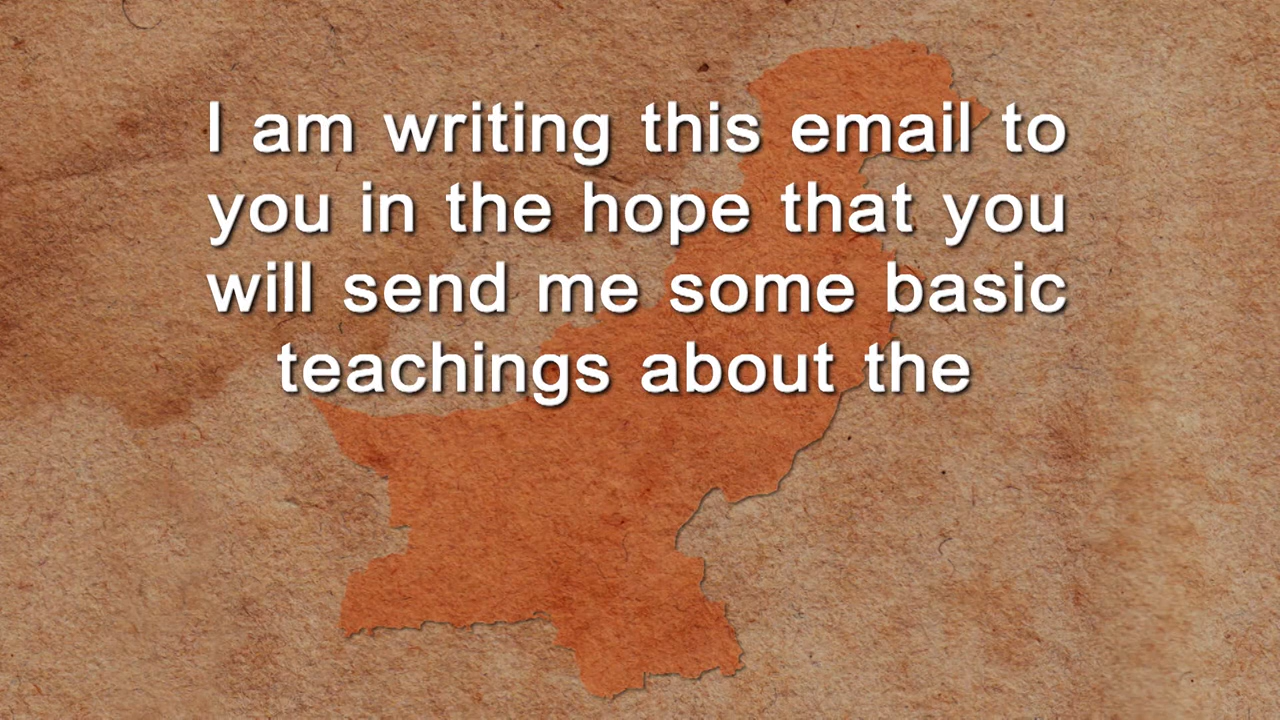 I am writing this email to
you in the hope that you
will send me some basic
teachings about the